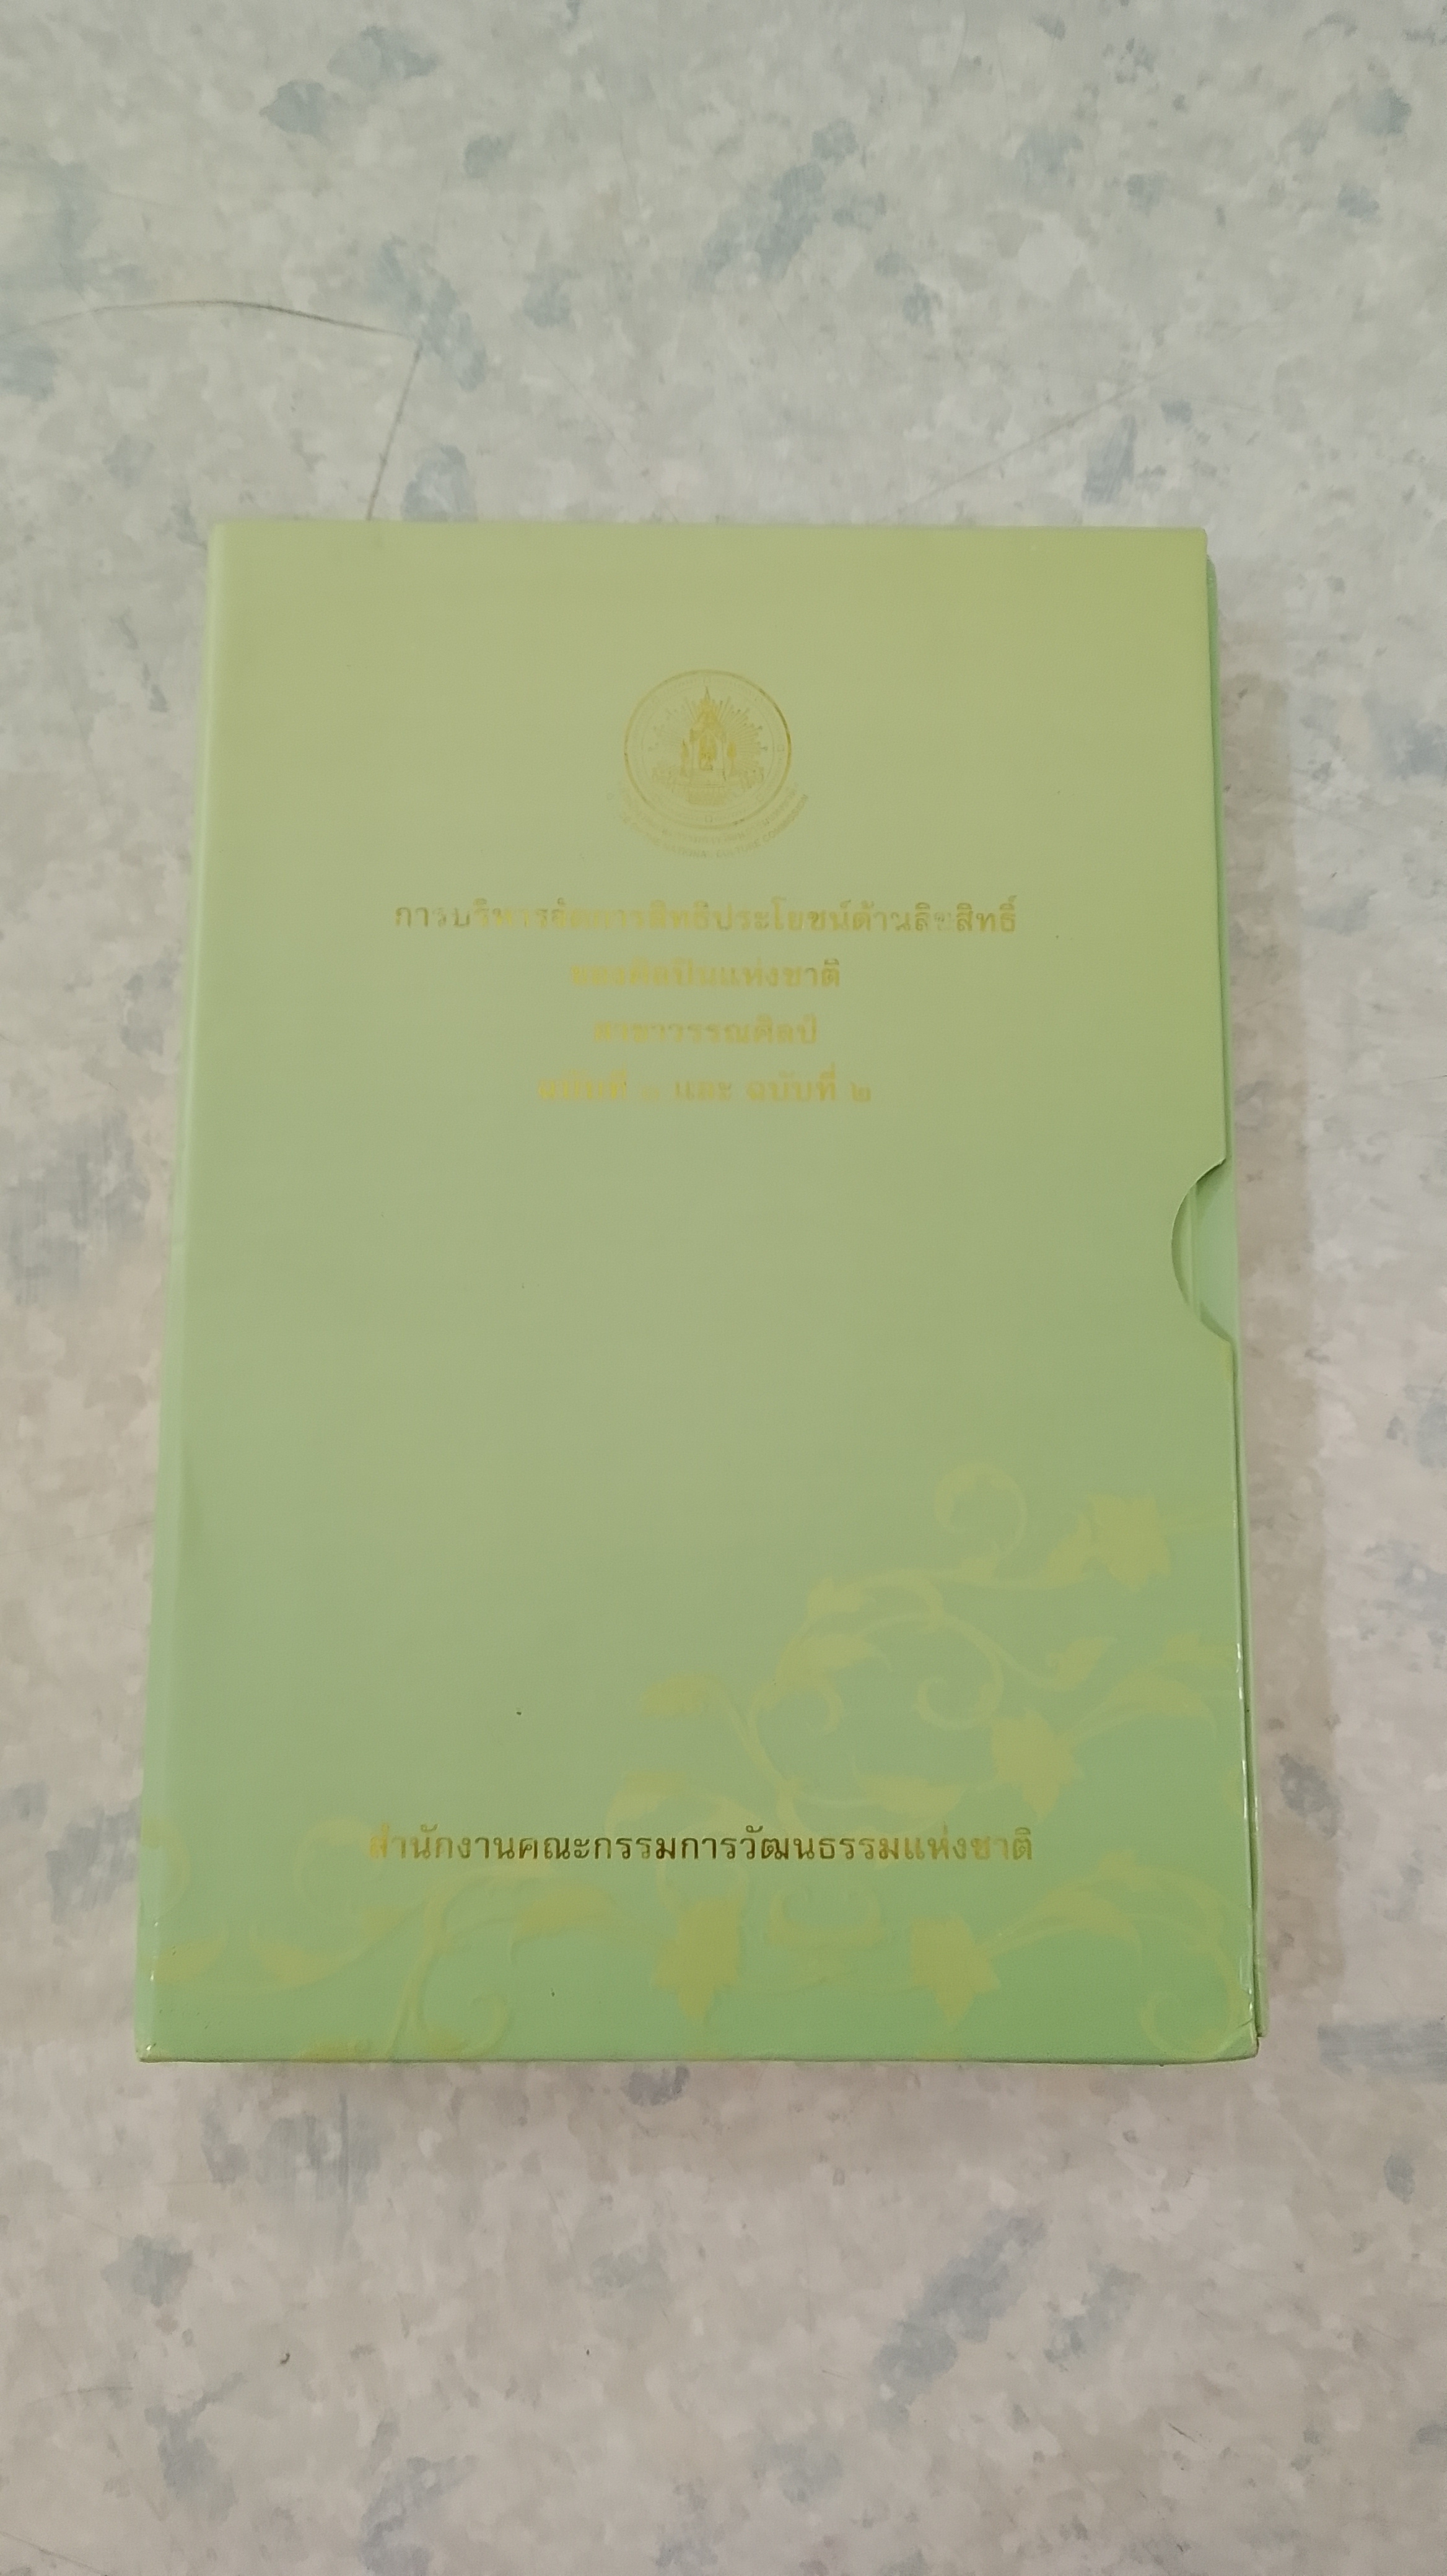 การบริหารจัดการสิทธิประโยชน์ด้านลิขสิทธิ์
ของศิลปินแห่งชาติ
สาขาวรรณศิลป์
ฉบับที่ ๑ และ ฉบับที่ ๒
สำนักงานคณะกรรมการวัฒนธรรมแห่งชาติ